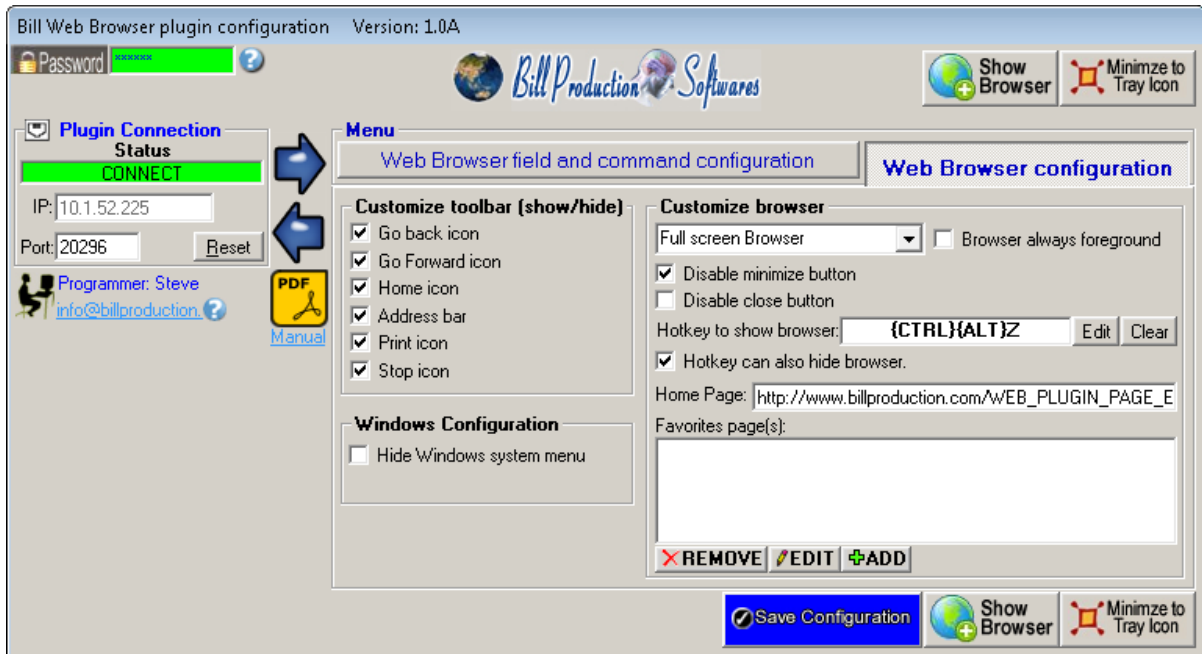 Bill Web Browser plugin configuration Version: 1.0A
Password ****** ?
Bill Production Softwares
Show Browser
Minimze to Tray Icon
Plugin Connection
Status
CONNECT
IP: 10.1.52.225
Port: 20296 Reset
Programmer: Steve
info@billproduction. ?
PDF
Manual
Menu
Web Browser field and command configuration
Web Browser configuration
Customize toolbar (show/hide)
Go back icon
Go Forward icon
Home icon
Address bar
Print icon
Stop icon
Windows Configuration
Hide Windows system menu
Customize browser
Full screen Browser Browser always foreground
Disable minimize button
Disable close button
Hotkey to show browser: {CTRL}{ALT}Z Edit Clear
Hotkey can also hide browser.
Home Page: http://www.billproduction.com/WEB_PLUGIN_PAGE_E
Favorites page(s):
REMOVE EDIT ADD
Save Configuration
Show Browser
Minimze to Tray Icon